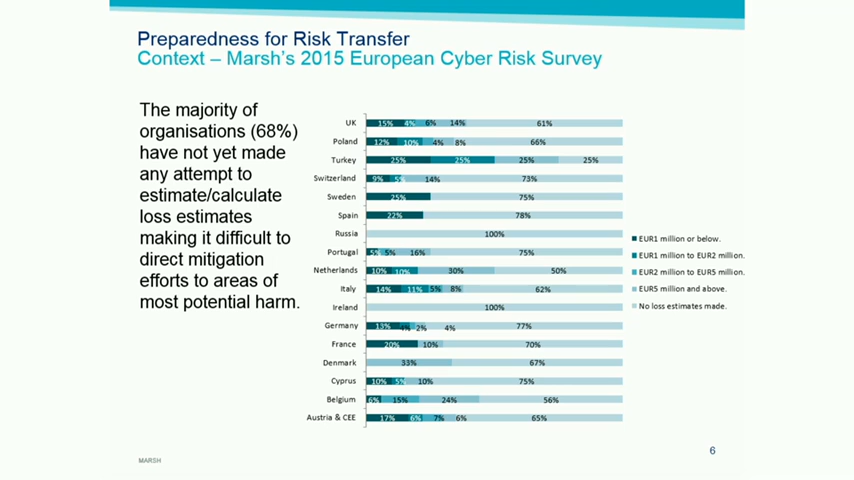 Preparedness for Risk Transfer
Context – Marsh's 2015 European Cyber Risk Survey
The majority of
organisations (68%)
have not yet made
any attempt to
estimate/calculate
loss estimates
making it difficult to
direct mitigation
efforts to areas of
most potential harm.
UK 15% 4% 6% 14% 61%
Poland 12% 10% 4% 8% 66%
Turkey 25% 25% 25% 25%
Switzerland 9% 5% 14% 73%
Sweden 25% 75%
Spain 22% 78%
Russia 100%
Portugal 5% 5% 16% 75%
Netherlands 10% 10% 30% 50%
Italy 14% 11% 5% 8% 62%
Ireland 100%
Germany 13% 4% 2% 4% 77%
France 20% 10% 70%
Denmark 33% 67%
Cyprus 10% 5% 10% 75%
Belgium 6% 15% 24% 56%
Austria & CEE 17% 6% 7% 6% 65%
EUR1 million or below.
EUR1 million to EUR2 million.
EUR2 million to EUR5 million.
EUR5 million and above.
No loss estimates made.
MARSH
6